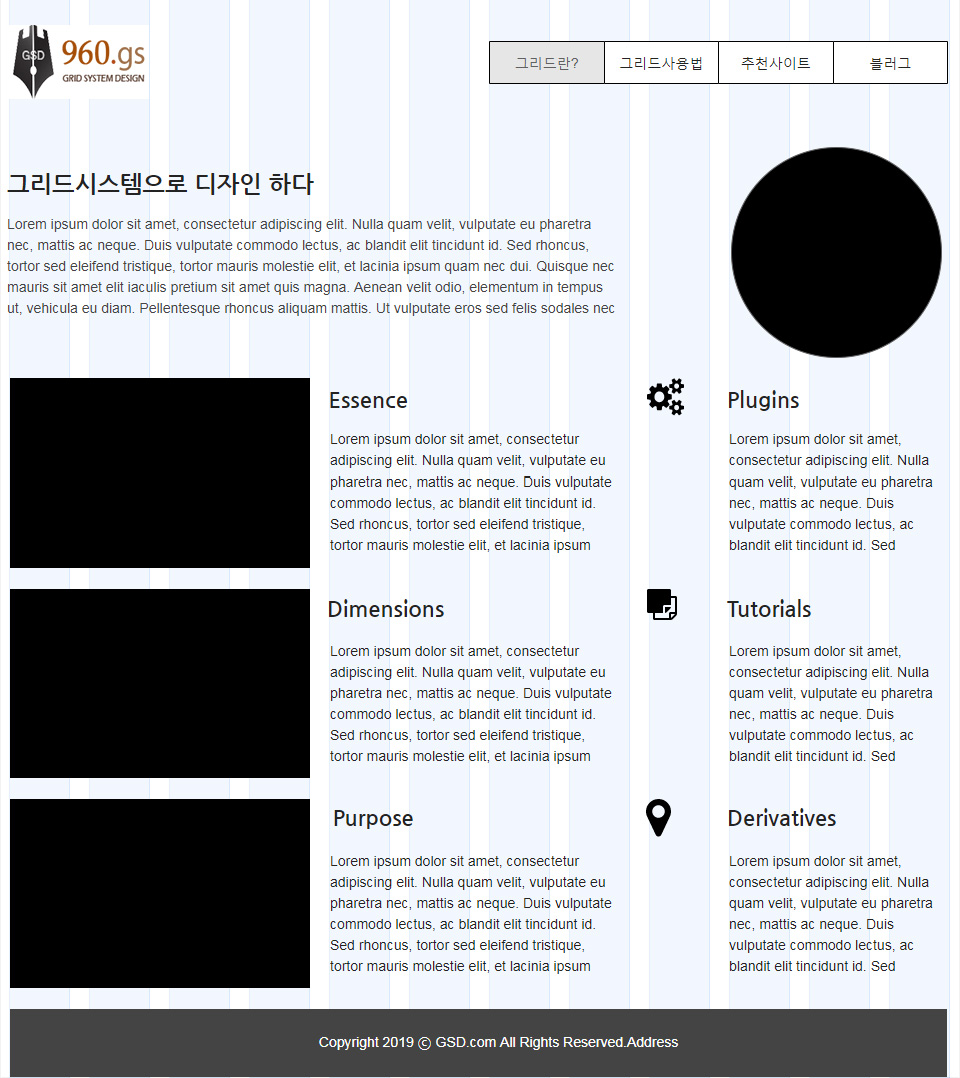 GSD
960.gs
GRID SYSTEM DESIGN
그리드란?
그리드사용법
추천사이트
블러그
그리드시스템으로 디자인 하다
Lorem ipsum dolor sit amet, consectetur adipiscing elit. Nulla quam velit, vulputate eu pharetra
nec, mattis ac neque. Duis vulputate commodo lectus, ac blandit elit tincidunt id. Sed rhoncus,
tortor sed eleifend tristique, tortor mauris molestie elit, et lacinia ipsum quam nec dui. Quisque nec
mauris sit amet elit iaculis pretium sit amet quis magna. Aenean velit odio, elementum in tempus
ut, vehicula eu diam. Pellentesque rhoncus aliquam mattis. Ut vulputate eros sed felis sodales nec
Essence
Lorem ipsum dolor sit amet, consectetur
adipiscing elit. Nulla quam velit, vulputate eu
pharetra nec, mattis ac neque. Duis vulputate
commodo lectus, ac blandit elit tincidunt id.
Sed rhoncus, tortor sed eleifend tristique,
tortor mauris molestie elit, et lacinia ipsum
Plugins
Lorem ipsum dolor sit amet,
consectetur adipiscing elit. Nulla
quam velit, vulputate eu pharetra
nec, mattis ac neque. Duis
vulputate commodo lectus, ac
blandit elit tincidunt id. Sed
Dimensions
Lorem ipsum dolor sit amet, consectetur
adipiscing elit. Nulla quam velit, vulputate eu
pharetra nec, mattis ac neque. Duis vulputate
commodo lectus, ac blandit elit tincidunt id.
Sed rhoncus, tortor sed eleifend tristique,
tortor mauris molestie elit, et lacinia ipsum
Tutorials
Lorem ipsum dolor sit amet,
consectetur adipiscing elit. Nulla
quam velit, vulputate eu pharetra
nec, mattis ac neque. Duis
vulputate commodo lectus, ac
blandit elit tincidunt id. Sed
Purpose
Lorem ipsum dolor sit amet, consectetur
adipiscing elit. Nulla quam velit, vulputate eu
pharetra nec, mattis ac neque. Duis vulputate
commodo lectus, ac blandit elit tincidunt id.
Sed rhoncus, tortor sed eleifend tristique,
tortor mauris molestie elit, et lacinia ipsum
Derivatives
Lorem ipsum dolor sit amet,
consectetur adipiscing elit. Nulla
quam velit, vulputate eu pharetra
nec, mattis ac neque. Duis
vulputate commodo lectus, ac
blandit elit tincidunt id. Sed
Copyright 2019 ⓒ GSD.com All Rights Reserved.Address